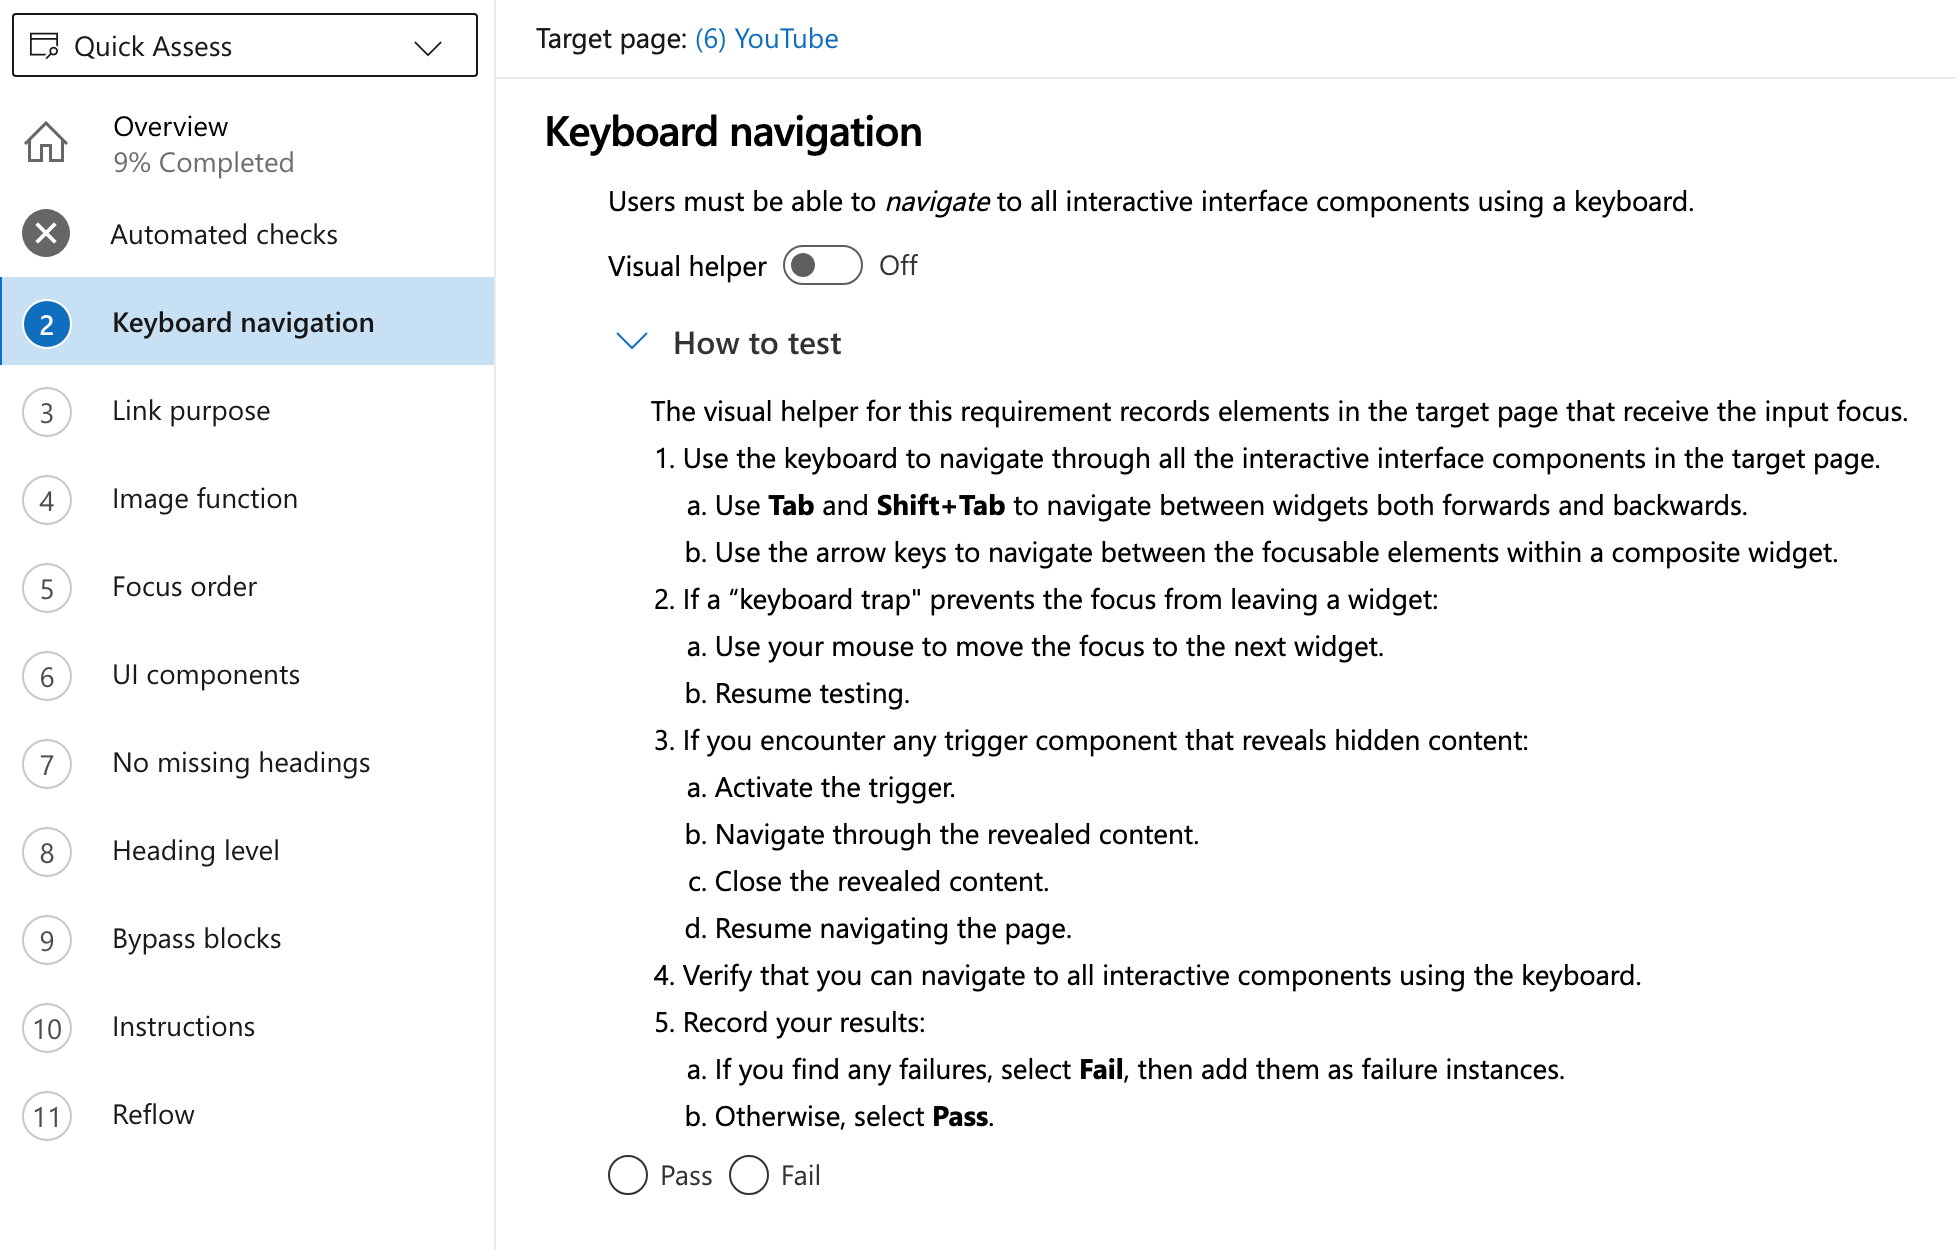 Quick Assess
Target page: (6) YouTube
Overview
9% Completed
Automated checks
2 Keyboard navigation
3 Link purpose
4 Image function
5 Focus order
6 UI components
7 No missing headings
8 Heading level
9 Bypass blocks
10 Instructions
11 Reflow
Keyboard navigation
Users must be able to navigate to all interactive interface components using a keyboard.
Visual helper Off
How to test
The visual helper for this requirement records elements in the target page that receive the input focus.
1. Use the keyboard to navigate through all the interactive interface components in the target page.
a. Use Tab and Shift+Tab to navigate between widgets both forwards and backwards.
b. Use the arrow keys to navigate between the focusable elements within a composite widget.
2. If a “keyboard trap" prevents the focus from leaving a widget:
a. Use your mouse to move the focus to the next widget.
b. Resume testing.
3. If you encounter any trigger component that reveals hidden content:
a. Activate the trigger.
b. Navigate through the revealed content.
c. Close the revealed content.
d. Resume navigating the page.
4. Verify that you can navigate to all interactive components using the keyboard.
5. Record your results:
a. If you find any failures, select Fail, then add them as failure instances.
b. Otherwise, select Pass.
Pass Fail